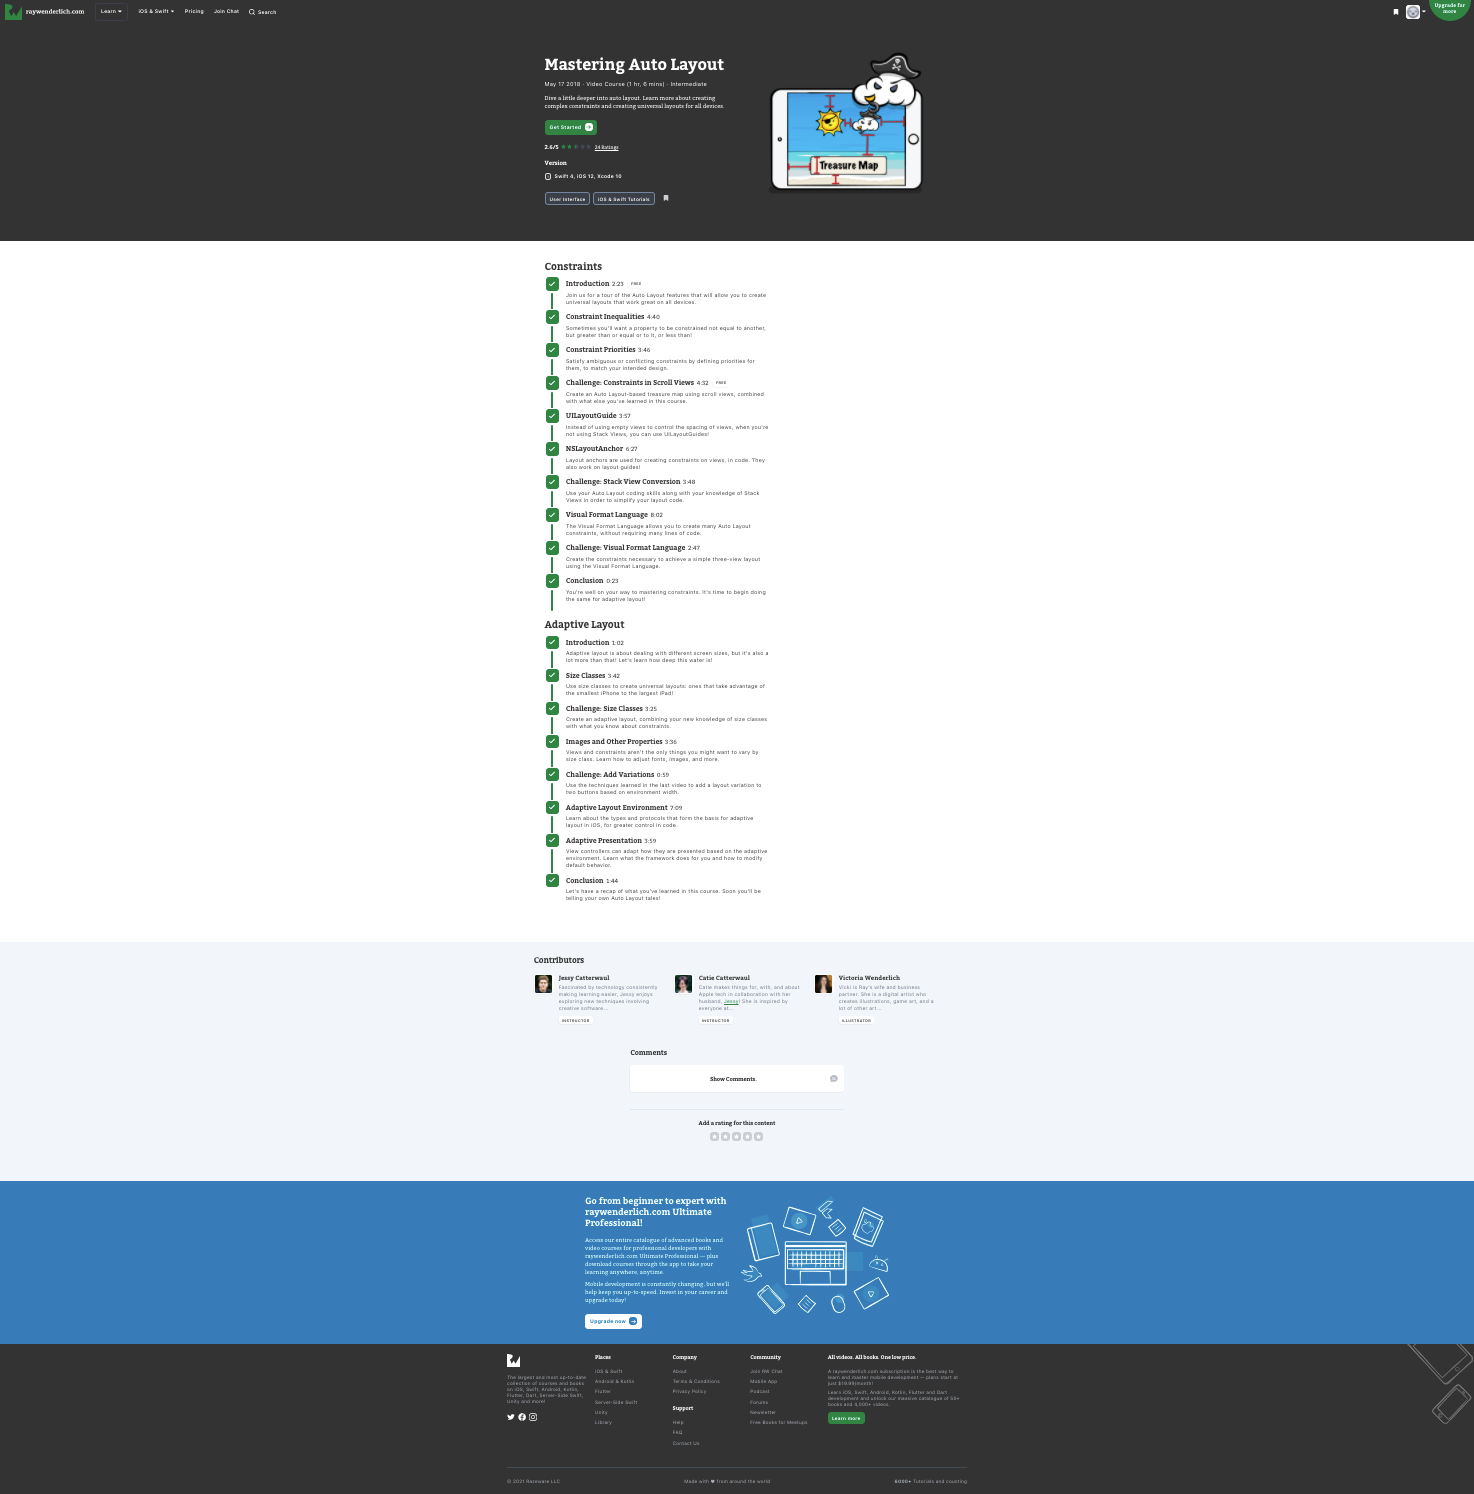 raywenderlich.com
Learn
iOS & Swift
Pricing
Join Chat
Search
Upgrade for
more
Mastering Auto Layout
May 17 2018 · Video Course (1 hr, 6 mins) · Intermediate
Dive a little deeper into auto layout. Learn more about creating
complex constraints and creating universal layouts for all devices.
Get Started
2.6/5
24 Ratings
Version
Swift 4, iOS 12, Xcode 10
User Interface
iOS & Swift Tutorials
Treasure Map
Constraints
Introduction 2:23 FREE
Join us for a tour of the Auto Layout features that will allow you to create
universal layouts that work great on all devices.
Constraint Inequalities 4:40
Sometimes you'll want a property to be constrained not equal to another,
but greater than or equal or to it, or less than!
Constraint Priorities 3:46
Satisfy ambiguous or conflicting constraints by defining priorities for
them, to match your intended design.
Challenge: Constraints in Scroll Views 4:32 FREE
Create an Auto Layout-based treasure map using scroll views, combined
with what else you've learned in this course.
UILayoutGuide 3:57
Instead of using empty views to control the spacing of views, when you're
not using Stack Views, you can use UILayoutGuides!
NSLayoutAnchor 6:27
Layout anchors are used for creating constraints on views, in code. They
also work on layout guides!
Challenge: Stack View Conversion 3:48
Use your Auto Layout coding skills along with your knowledge of Stack
Views in order to simplify your layout code.
Visual Format Language 8:02
The Visual Format Language allows you to create many Auto Layout
constraints, without requiring many lines of code.
Challenge: Visual Format Language 2:47
Create the constraints necessary to achieve a simple three-view layout
using the Visual Format Language.
Conclusion 0:23
You're well on your way to mastering constraints. It's time to begin doing
the same for adaptive layout!
Adaptive Layout
Introduction 1:02
Adaptive layout is about dealing with different screen sizes, but it's also a
lot more than that! Let's learn how deep this water is!
Size Classes 3:42
Use size classes to create universal layouts: ones that take advantage of
the smallest iPhone to the largest iPad!
Challenge: Size Classes 3:25
Create an adaptive layout, combining your new knowledge of size classes
with what you know about constraints.
Images and Other Properties 3:36
Views and constraints aren't the only things you might want to vary by
size class. Learn how to adjust fonts, images, and more.
Challenge: Add Variations 0:59
Use the techniques learned in the last video to add a layout variation to
two buttons based on environment width.
Adaptive Layout Environment 7:09
Learn about the types and protocols that form the basis for adaptive
layout in iOS, for greater control in code.
Adaptive Presentation 3:59
View controllers can adapt how they are presented based on the adaptive
environment. Learn what the framework does for you and how to modify
default behavior.
Conclusion 1:44
Let's have a recap of what you've learned in this course. Soon you'll be
telling your own Auto Layout tales!
Contributors
Jessy Catterwaul
Fascinated by technology consistently
making learning easier, Jessy enjoys
exploring new techniques involving
creative software...
INSTRUCTOR
Catie Catterwaul
Catie makes things for, with, and about
Apple tech in collaboration with her
husband, Jessy! She is inspired by
everyone at...
INSTRUCTOR
Victoria Wenderlich
Vicki is Ray's wife and business
partner. She is a digital artist who
creates illustrations, game art, and a
lot of other art...
ILLUSTRATOR
Comments
Show Comments.
Add a rating for this content
Go from beginner to expert with
raywenderlich.com Ultimate
Professional!
Access our entire catalogue of advanced books and
video courses for professional developers with
raywenderlich.com Ultimate Professional — plus
download courses through the app to take your
learning anywhere, anytime.
Mobile development is constantly changing, but we'll
help keep you up-to-speed. Invest in your career and
upgrade today!
Upgrade now
The largest and most up-to-date
collection of courses and books
on iOS, Swift, Android, Kotlin,
Flutter, Dart, Server-Side Swift,
Unity and more!
Places
iOS & Swift
Android & Kotlin
Flutter
Server-Side Swift
Unity
Library
Company
About
Terms & Conditions
Privacy Policy
Support
Help
FAQ
Contact Us
Community
Join RW Chat
Mobile App
Podcast
Forums
Newsletter
Free Books for Meetups
All videos. All books. One low price.
A raywenderlich.com subscription is the best way to
learn and master mobile development — plans start at
just $19.99/month!
Learn iOS, Swift, Android, Kotlin, Flutter and Dart
development and unlock our massive catalogue of 50+
books and 4,000+ videos.
Learn more
© 2021 Razeware LLC
Made with ♥ from around the world
6000+ Tutorials and counting